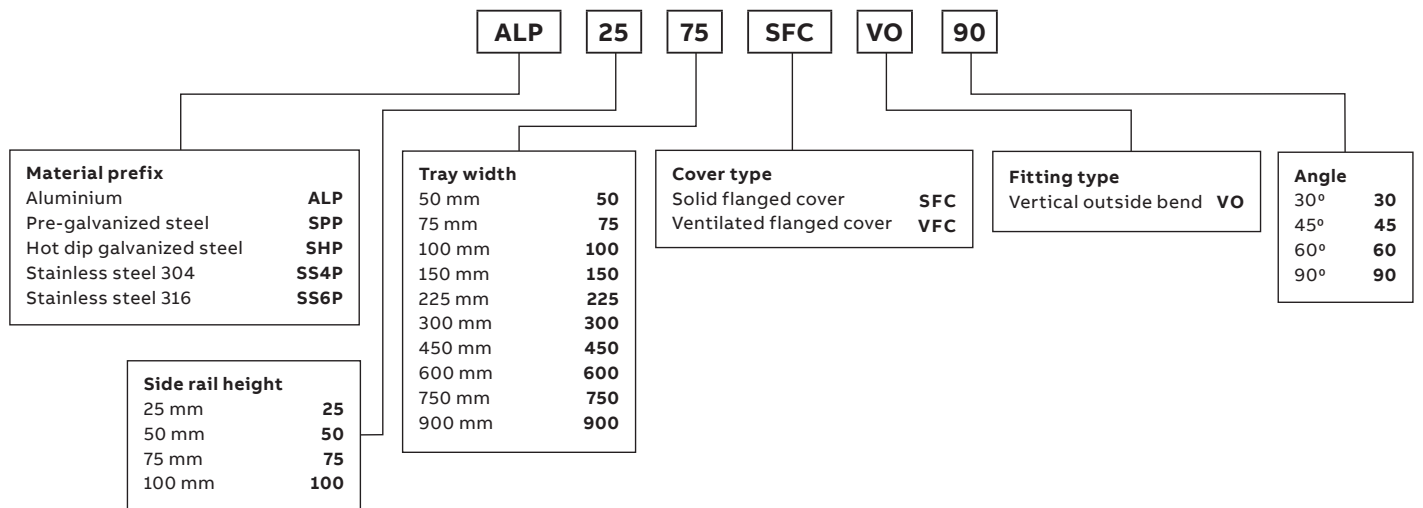 ALP 25 75 SFC VO 90
Material prefix
Aluminium ALP
Pre-galvanized steel SPP
Hot dip galvanized steel SHP
Stainless steel 304 SS4P
Stainless steel 316 SS6P
Side rail height
25 mm 25
50 mm 50
75 mm 75
100 mm 100
Tray width
50 mm 50
75 mm 75
100 mm 100
150 mm 150
225 mm 225
300 mm 300
450 mm 450
600 mm 600
750 mm 750
900 mm 900
Cover type
Solid flanged cover SFC
Ventilated flanged cover VFC
Fitting type
Vertical outside bend VO
Angle
30º 30
45º 45
60º 60
90º 90